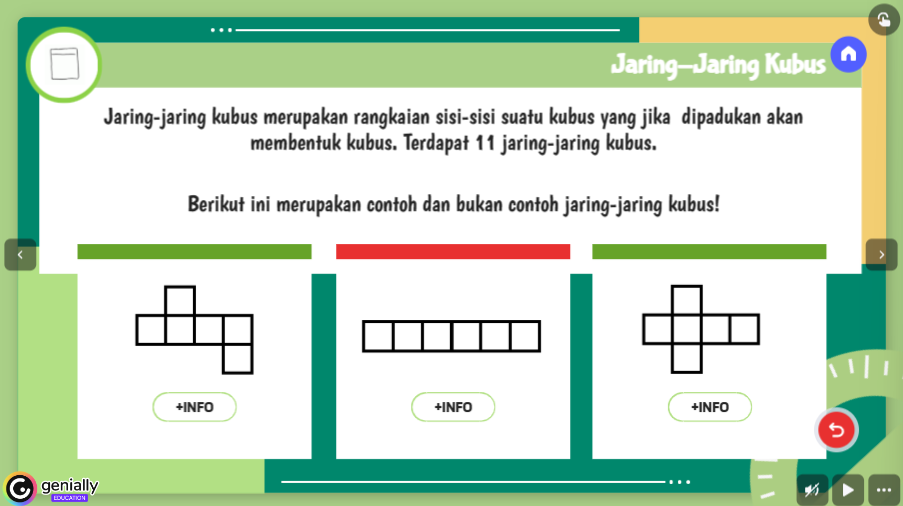 Jaring-Jaring Kubus
Jaring-jaring kubus merupakan rangkaian sisi-sisi suatu kubus yang jika dipadukan akan
membentuk kubus. Terdapat 11 jaring-jaring kubus.
Berikut ini merupakan contoh dan bukan contoh jaring-jaring kubus!
+INFO
+INFO
+INFO
genially
EDUCATION